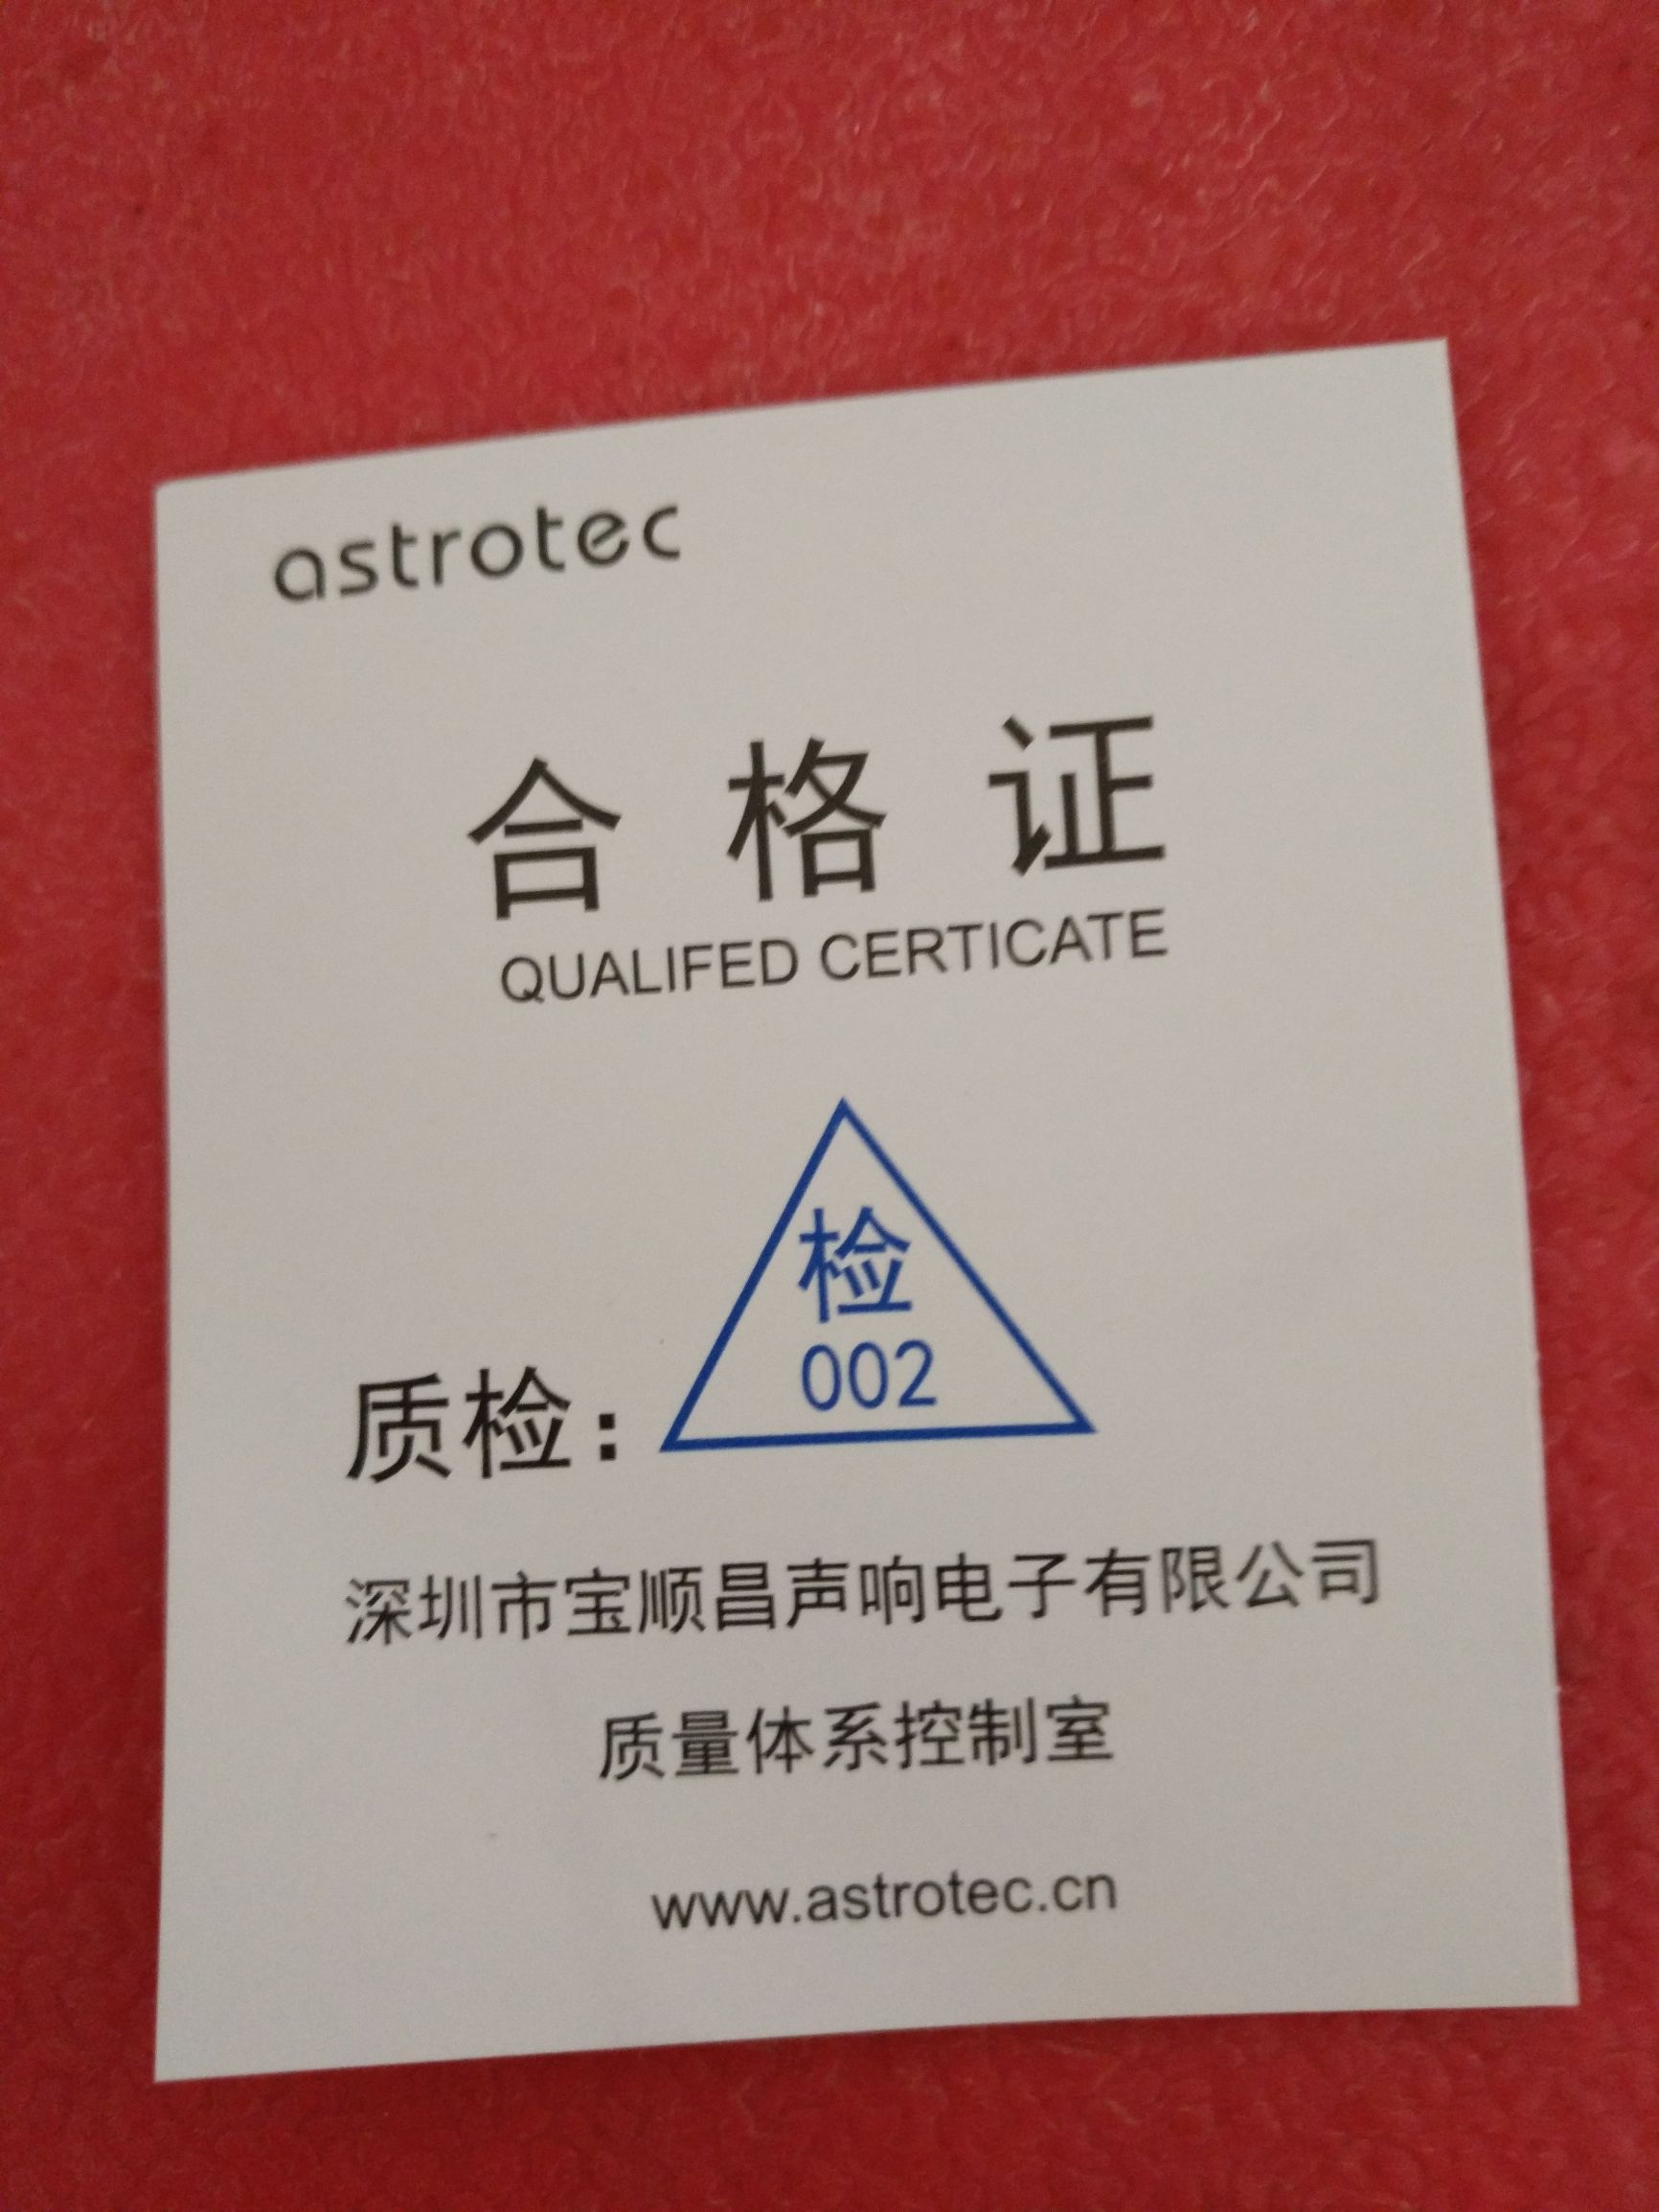 astrotec
合格证
QUALIFED CERTICATE
检
002
质检：
深圳市宝顺昌声响电子有限公司
质量体系控制室
www.astrotec.cn